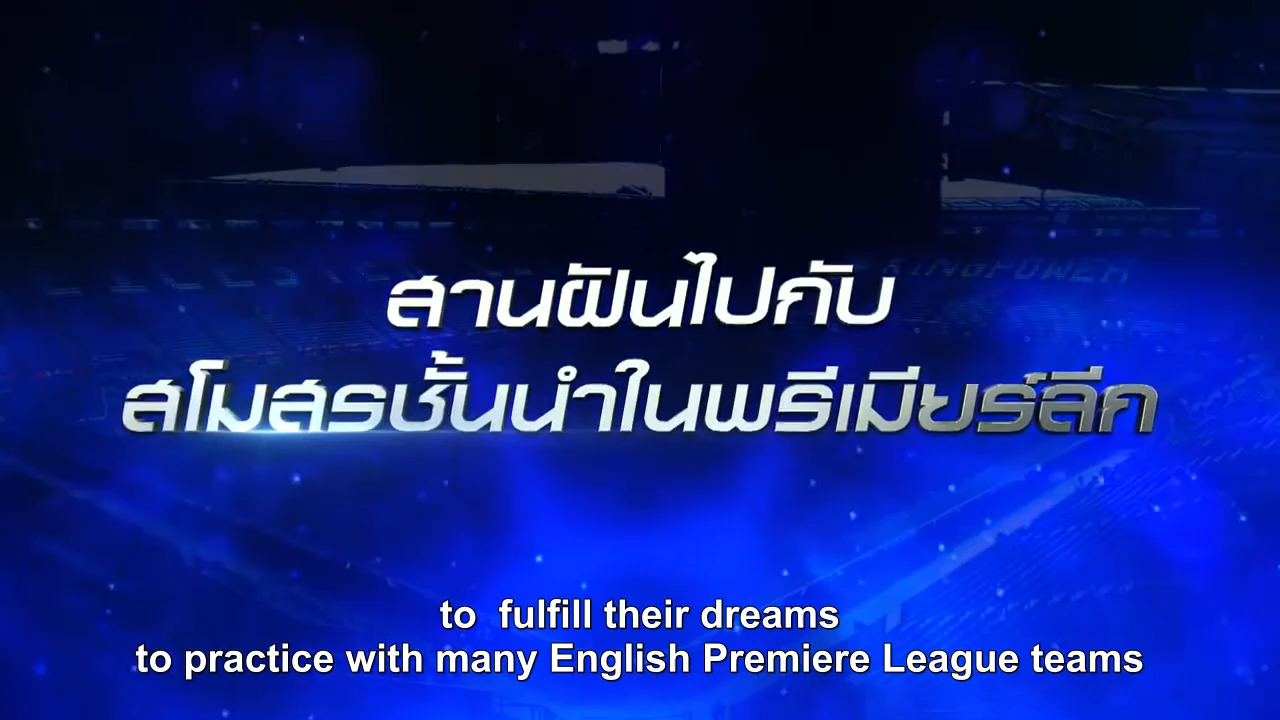 KING POWER
สานฝันไปกับ
สโมสรชั้นนำในพรีเมียร์ลีก
to  fulfill their dreams
to practice with many English Premiere League teams